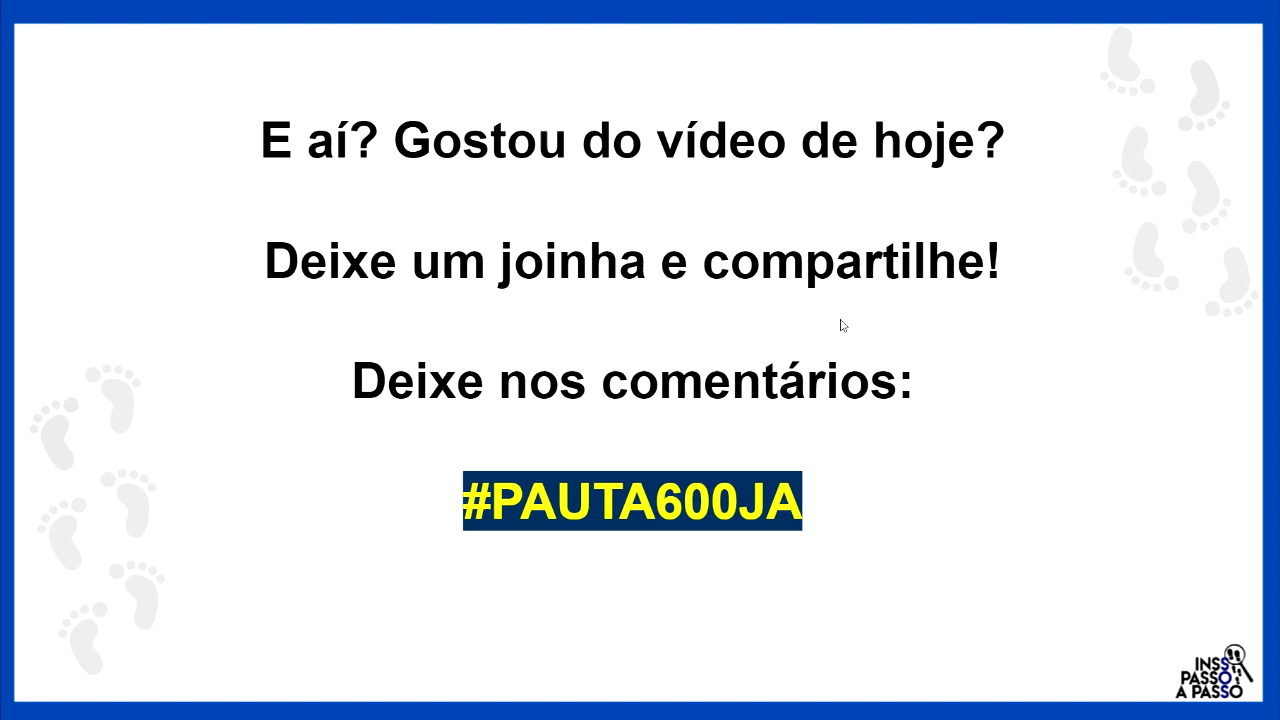 E aí? Gostou do vídeo de hoje?
Deixe um joinha e compartilhe!
Deixe nos comentários:
#PAUTA600JA
INSS
PASSO
A PASSO